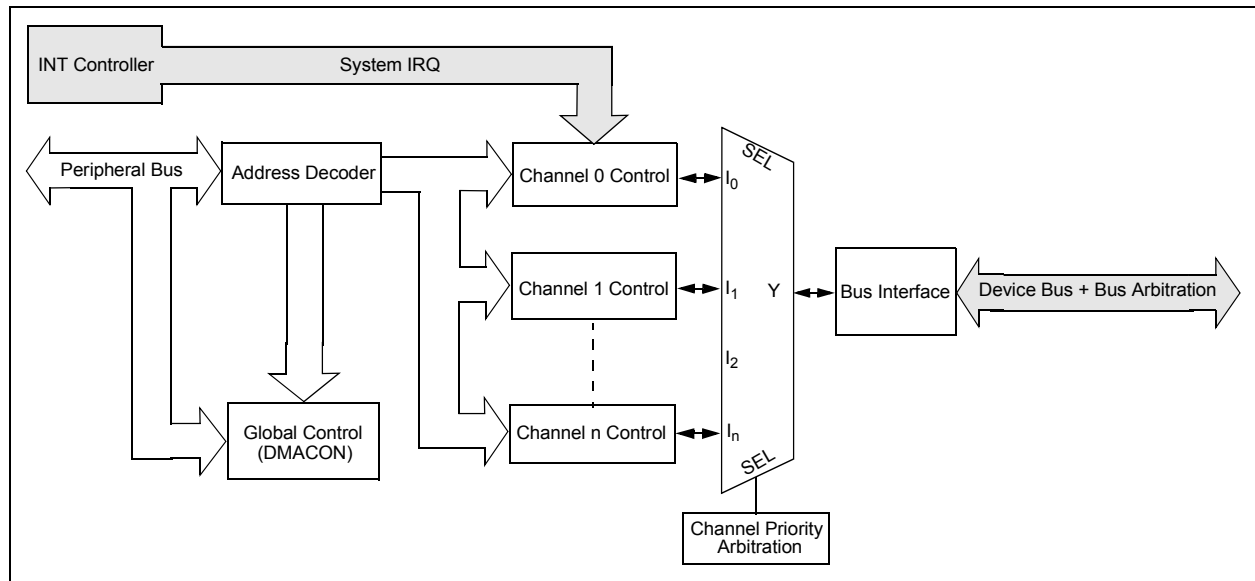 INT Controller
System IRQ
Peripheral Bus
Address Decoder
Channel 0 Control
SEL
I0
Channel 1 Control
I1
Y
Bus Interface
Device Bus + Bus Arbitration
I2
Global Control
(DMACON)
Channel n Control
In
SEL
Channel Priority
Arbitration